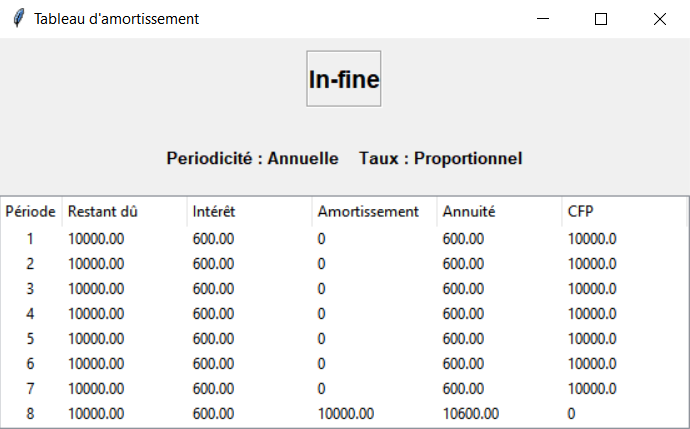 Tableau d'amortissement
In-fine
Periodicité : Annuelle Taux : Proportionnel
Période Restant dû Intérêt Amortissement Annuité CFP
1 10000.00 600.00 0 600.00 10000.0
2 10000.00 600.00 0 600.00 10000.0
3 10000.00 600.00 0 600.00 10000.0
4 10000.00 600.00 0 600.00 10000.0
5 10000.00 600.00 0 600.00 10000.0
6 10000.00 600.00 0 600.00 10000.0
7 10000.00 600.00 0 600.00 10000.0
8 10000.00 600.00 10000.00 10600.00 0